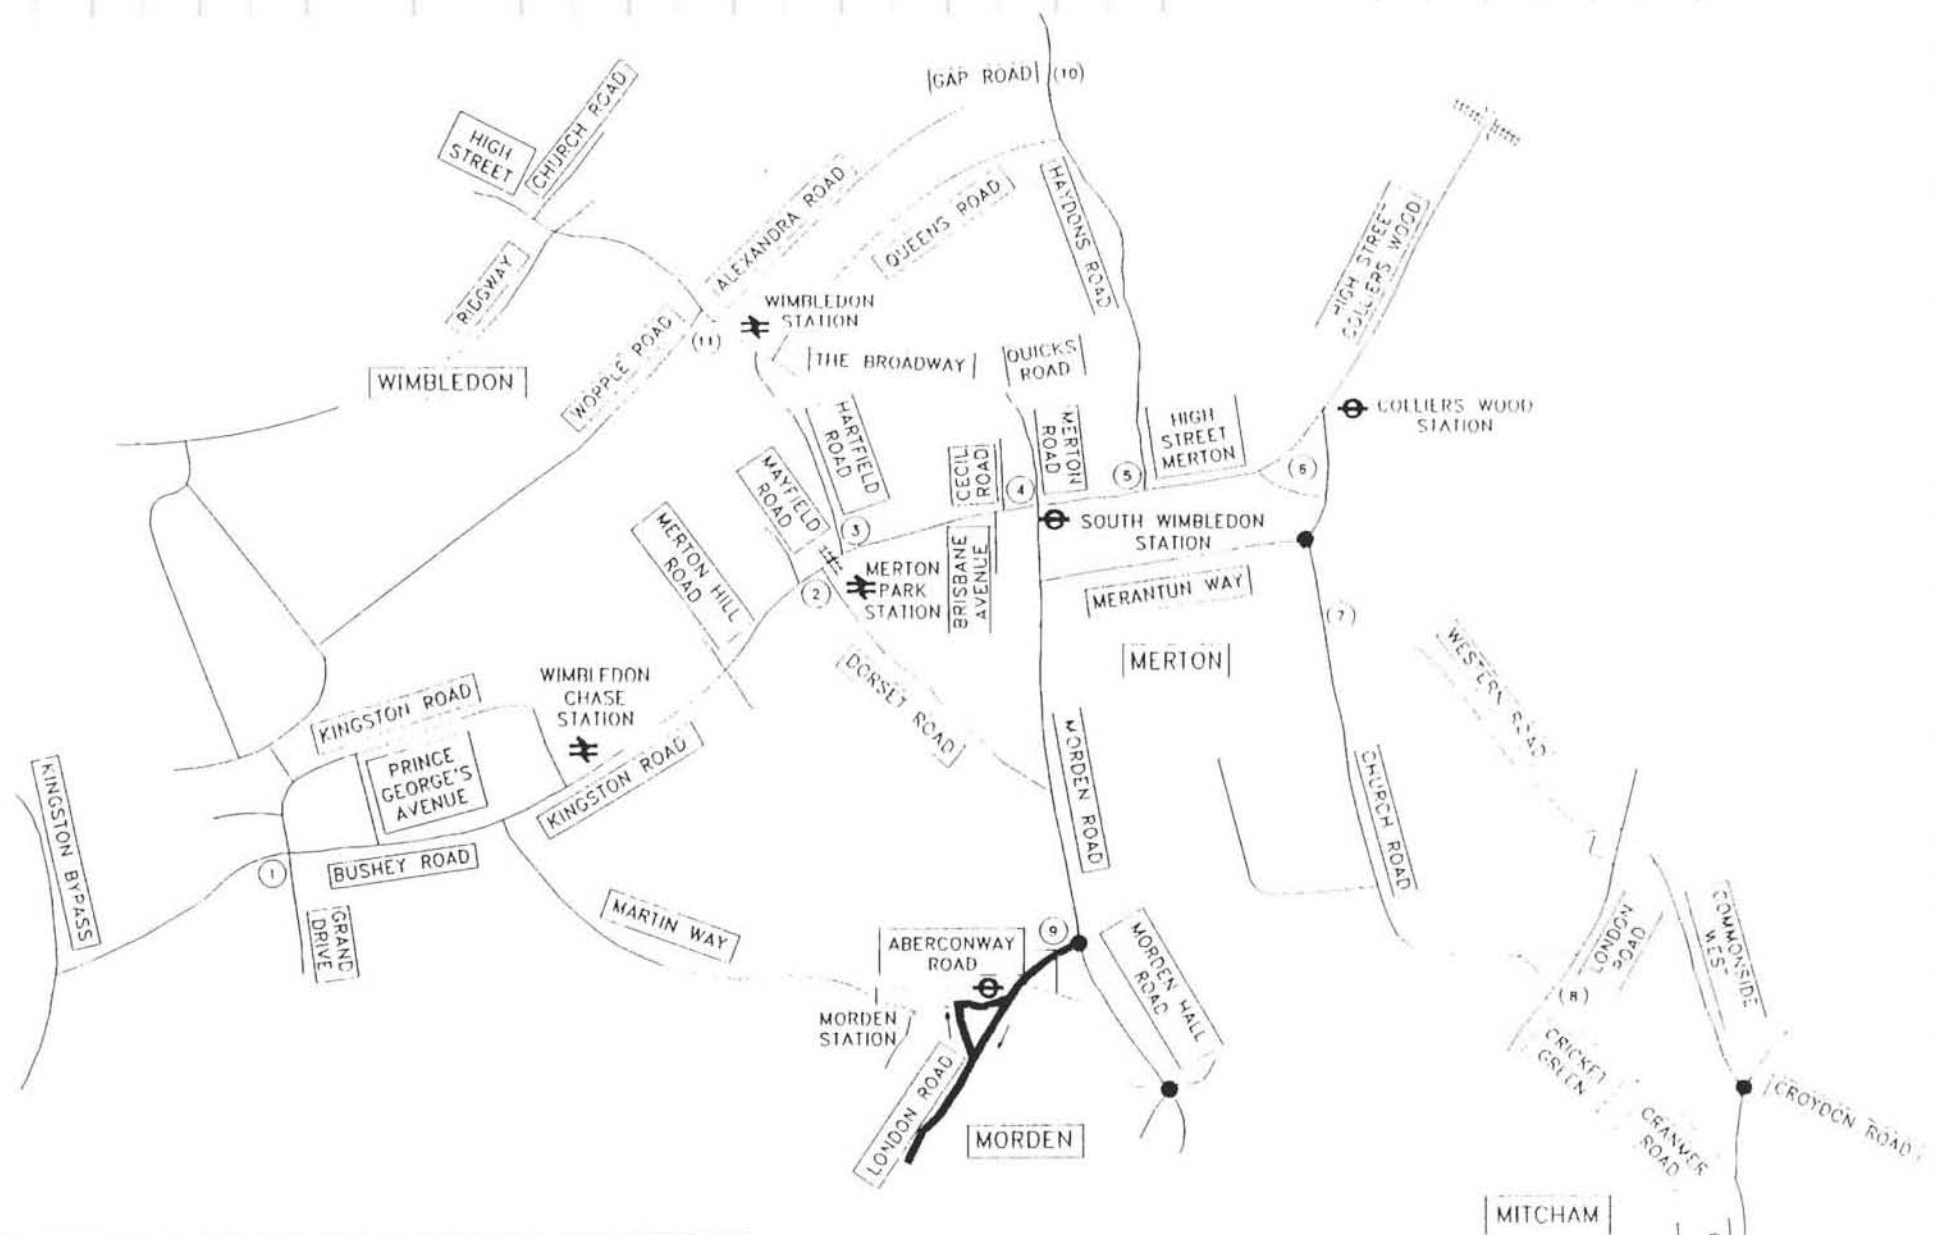 GAP ROAD
(10)
HIGH
STREET
CHURCH ROAD
ALEXANDRA ROAD
QUEENS ROAD
HAYDONS ROAD
HIGH STREET
COLLIERS WOOD
RIDGWAY
WIMBLEDON
STATION
(11)
WORPLE ROAD
WIMBLEDON
THE BROADWAY
QUICKS
ROAD
HARTFIELD
ROAD
MERTON
ROAD
HIGH
STREET
MERTON
COLLIERS WOOD
STATION
MAYFIELD
ROAD
CECIL
ROAD
4
5
6
3
MERTON HILL
ROAD
SOUTH WIMBLEDON
STATION
2
MERTON
PARK
STATION
BRISBANE
AVENUE
MERANTUN WAY
(7)
WESTERN ROAD
MERTON
DORSET ROAD
WIMBLEDON
CHASE
STATION
KINGSTON ROAD
KINGSTON BYPASS
PRINCE
GEORGE'S
AVENUE
KINGSTON ROAD
MORDEN ROAD
CHURCH ROAD
1
BUSHEY ROAD
GRAND
DRIVE
MARTIN WAY
ABERCONWAY
ROAD
9
MORDEN HALL
ROAD
LONDON
ROAD
COMMONSIDE
WEST
(8)
MORDEN
STATION
CRICKET
GREEN
LONDON ROAD
MORDEN
CRANMER
ROAD
CROYDON ROAD
MITCHAM